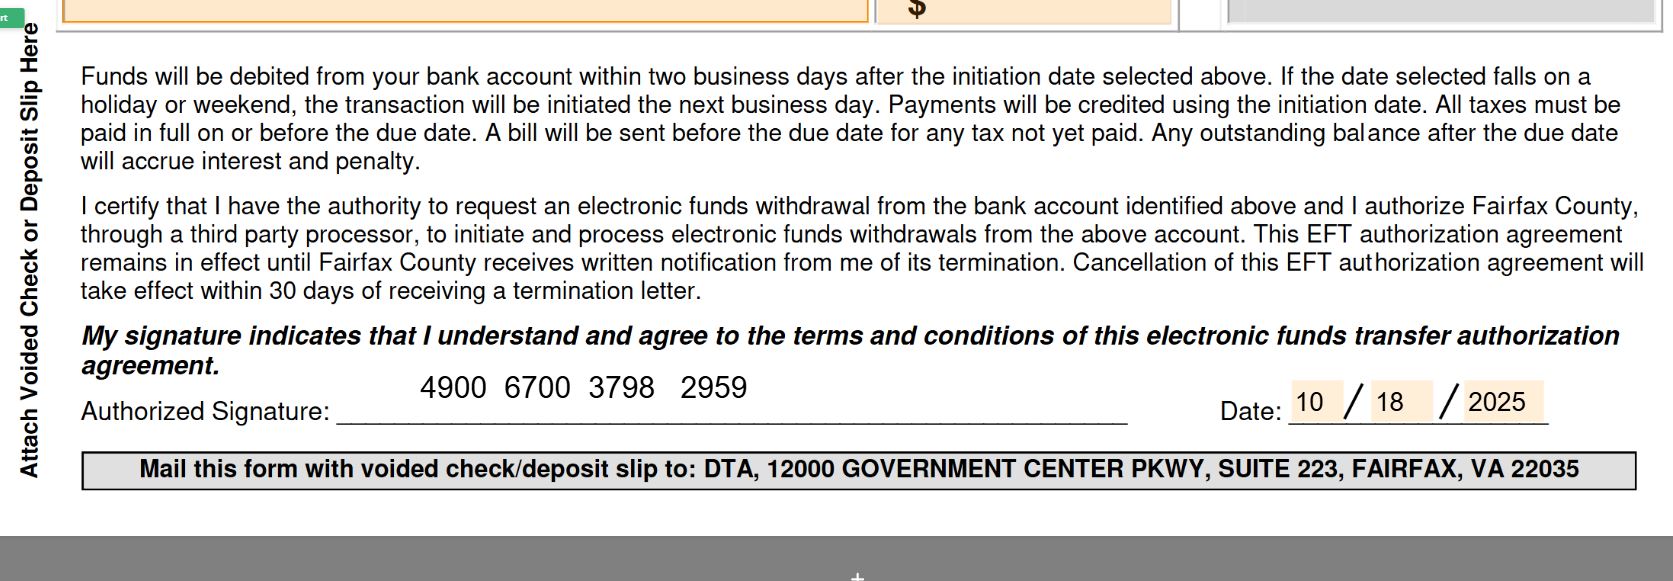 rt
$
Attach Voided Check or Deposit Slip Here
Funds will be debited from your bank account within two business days after the initiation date selected above. If the date selected falls on a
holiday or weekend, the transaction will be initiated the next business day. Payments will be credited using the initiation date. All taxes must be
paid in full on or before the due date. A bill will be sent before the due date for any tax not yet paid. Any outstanding balance after the due date
will accrue interest and penalty.
I certify that I have the authority to request an electronic funds withdrawal from the bank account identified above and I authorize Fairfax County,
through a third party processor, to initiate and process electronic funds withdrawals from the above account. This EFT authorization agreement
remains in effect until Fairfax County receives written notification from me of its termination. Cancellation of this EFT authorization agreement will
take effect within 30 days of receiving a termination letter.
My signature indicates that I understand and agree to the terms and conditions of this electronic funds transfer authorization
agreement.
4900 6700 3798 2959
Authorized Signature: Date: 10 / 18 / 2025
Mail this form with voided check/deposit slip to: DTA, 12000 GOVERNMENT CENTER PKWY, SUITE 223, FAIRFAX, VA 22035